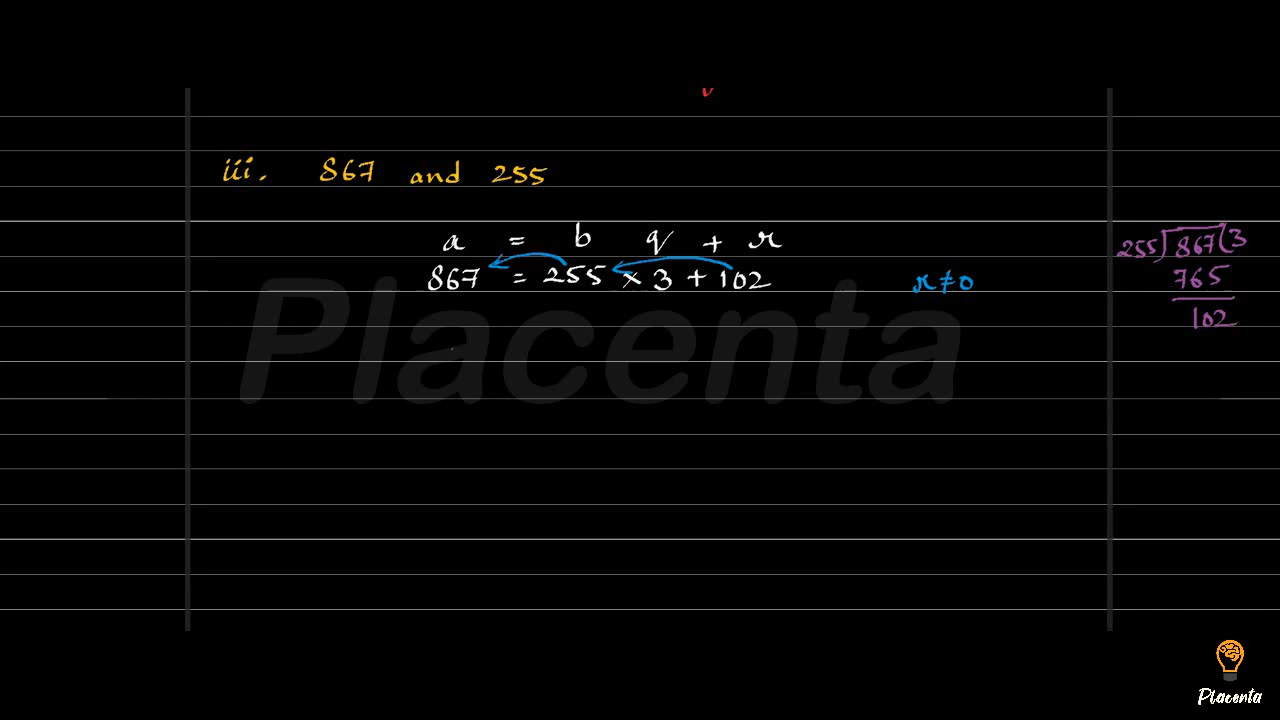 iii. 867 and 255
a = b q + r
867 = 255 × 3 + 102 r ≠ 0
255) 867 (3
765
102
Placenta
Placenta